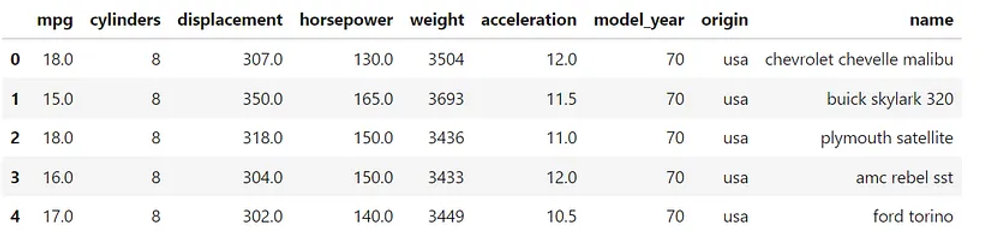 mpg cylinders displacement horsepower weight acceleration model_year origin name
0 18.0 8 307.0 130.0 3504 12.0 70 usa chevrolet chevelle malibu
1 15.0 8 350.0 165.0 3693 11.5 70 usa buick skylark 320
2 18.0 8 318.0 150.0 3436 11.0 70 usa plymouth satellite
3 16.0 8 304.0 150.0 3433 12.0 70 usa amc rebel sst
4 17.0 8 302.0 140.0 3449 10.5 70 usa ford torino